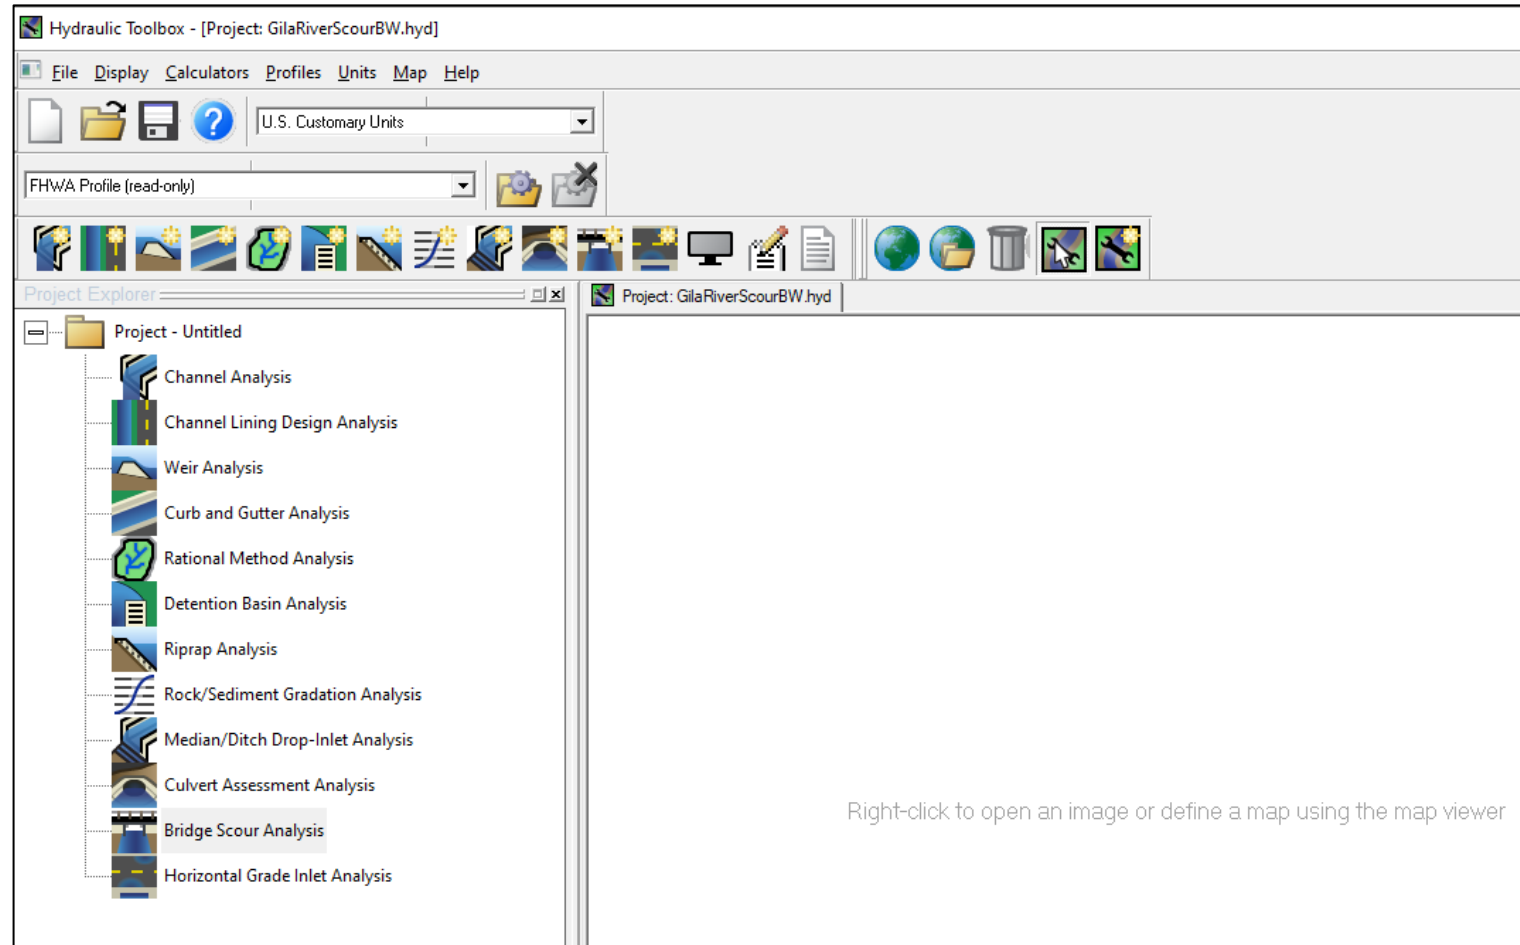 Hydraulic Toolbox - [Project: GilaRiverScourBW.hyd]
File Display Calculators Profiles Units Map Help
U.S. Customary Units
FHWA Profile (read-only)
Project Explorer
Project: GilaRiverScourBW.hyd
Project - Untitled
Channel Analysis
Channel Lining Design Analysis
Weir Analysis
Curb and Gutter Analysis
Rational Method Analysis
Detention Basin Analysis
Riprap Analysis
Rock/Sediment Gradation Analysis
Median/Ditch Drop-Inlet Analysis
Culvert Assessment Analysis
Bridge Scour Analysis
Horizontal Grade Inlet Analysis
Right-click to open an image or define a map using the map viewer